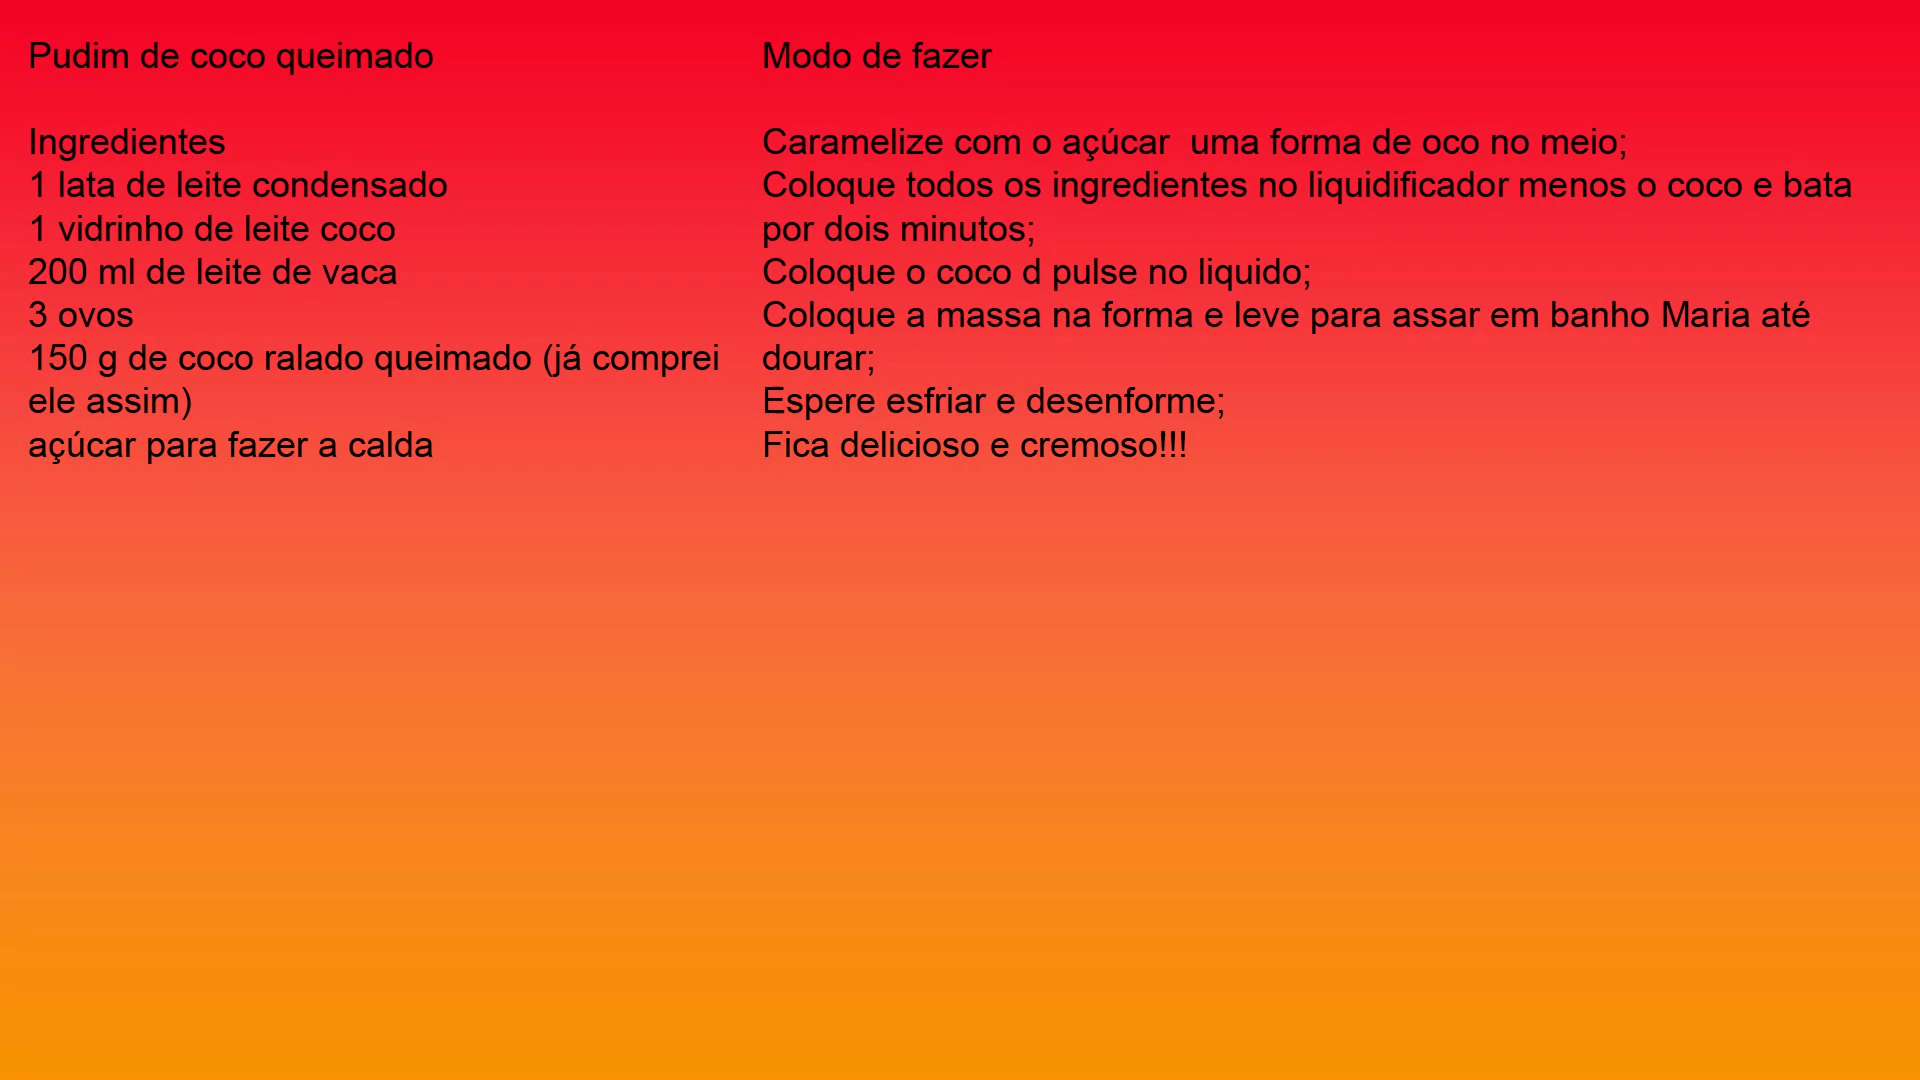 Pudim de coco queimado
Ingredientes
1 lata de leite condensado
1 vidrinho de leite coco
200 ml de leite de vaca
3 ovos
150 g de coco ralado queimado (já comprei
ele assim)
açúcar para fazer a calda
Modo de fazer
Caramelize com o açúcar  uma forma de oco no meio;
Coloque todos os ingredientes no liquidificador menos o coco e bata
por dois minutos;
Coloque o coco d pulse no liquido;
Coloque a massa na forma e leve para assar em banho Maria até
dourar;
Espere esfriar e desenforme;
Fica delicioso e cremoso!!!